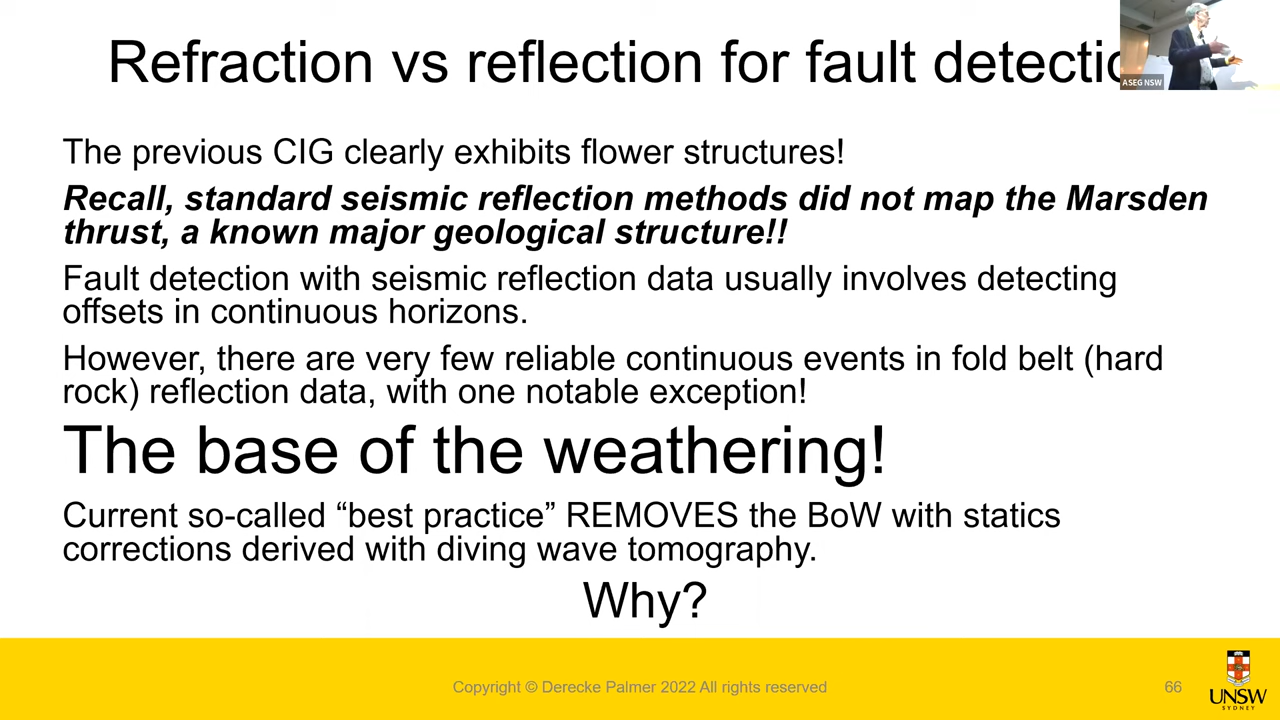 Refraction vs reflection for fault detectio
ASEG NSW
The previous CIG clearly exhibits flower structures!
Recall, standard seismic reflection methods did not map the Marsden
thrust, a known major geological structure!!
Fault detection with seismic reflection data usually involves detecting
offsets in continuous horizons.
However, there are very few reliable continuous events in fold belt (hard
rock) reflection data, with one notable exception!
The base of the weathering!
Current so-called “best practice” REMOVES the BoW with statics
corrections derived with diving wave tomography.
Why?
Copyright © Derecke Palmer 2022 All rights reserved
66
UNSW
SYDNEY